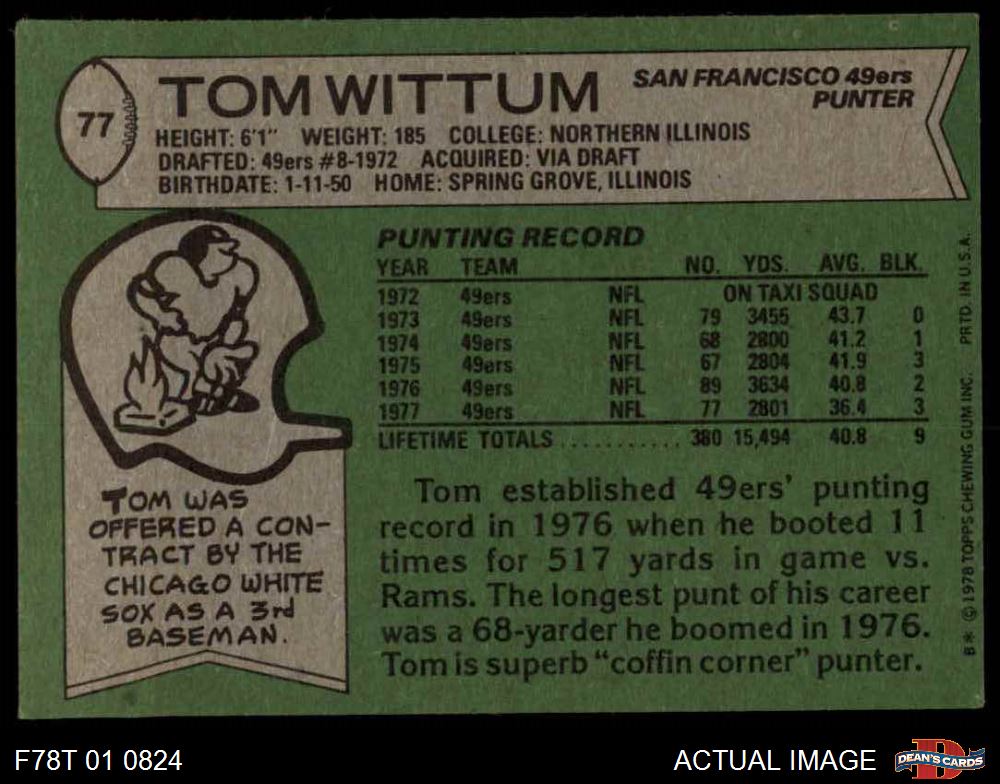 77
TOM WITTUM
SAN FRANCISCO 49ers
PUNTER
HEIGHT: 6'1" WEIGHT: 185 COLLEGE: NORTHERN ILLINOIS
DRAFTED: 49ers #8-1972 ACQUIRED: VIA DRAFT
BIRTHDATE: 1-11-50 HOME: SPRING GROVE, ILLINOIS
PUNTING RECORD
YEAR TEAM NO. YDS. AVG. BLK.
1972 49ers NFL ON TAXI SQUAD
1973 49ers NFL 79 3455 43.7 0
1974 49ers NFL 68 2800 41.2 1
1975 49ers NFL 67 2804 41.9 3
1976 49ers NFL 89 3634 40.8 2
1977 49ers NFL 77 2801 36.4 3
LIFETIME TOTALS ........... 380 15,494 40.8 9
TOM WAS
OFFERED A CON-
TRACT BY THE
CHICAGO WHITE
SOX AS A 3rd
BASEMAN.
Tom established 49ers' punting
record in 1976 when he booted 11
times for 517 yards in game vs.
Rams. The longest punt of his career
was a 68-yarder he boomed in 1976.
Tom is superb "coffin corner" punter.
B* © 1978 TOPPS CHEWING GUM INC. PRTD. IN U.S.A.
F78T 01 0824
ACTUAL IMAGE
DEAN'S CARDS